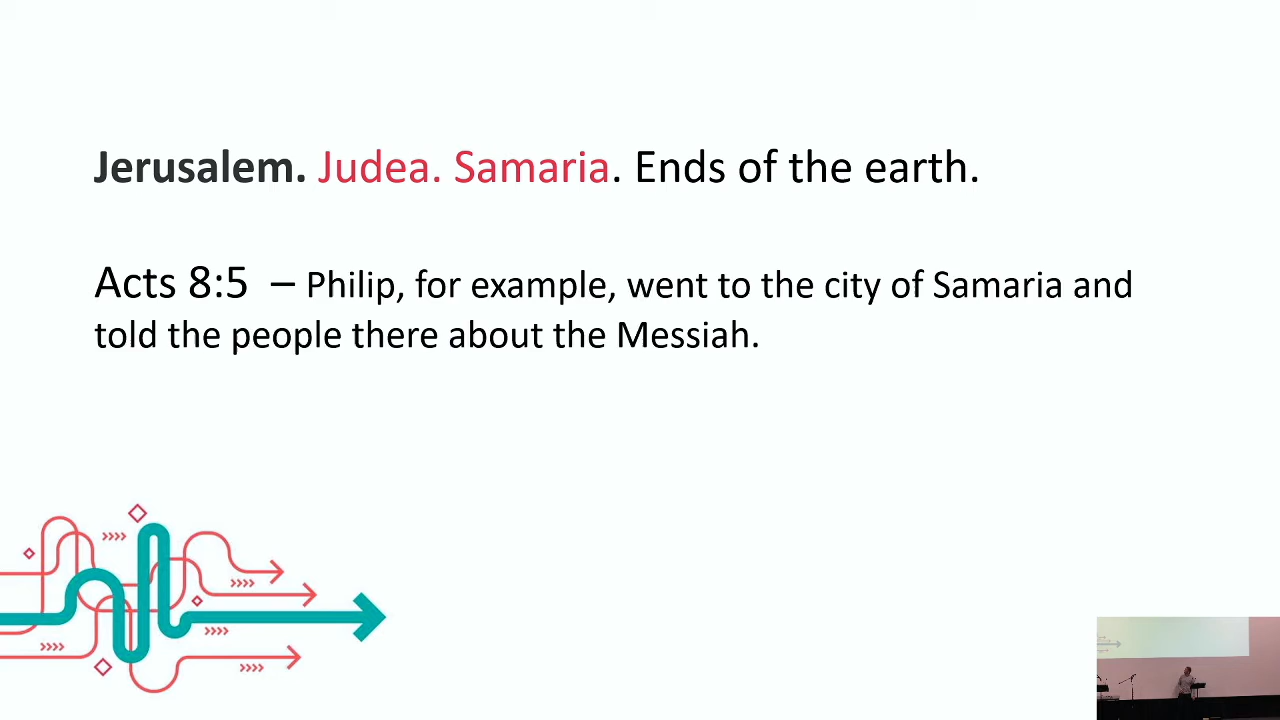 Jerusalem. Judea. Samaria. Ends of the earth.
Acts 8:5 – Philip, for example, went to the city of Samaria and
told the people there about the Messiah.